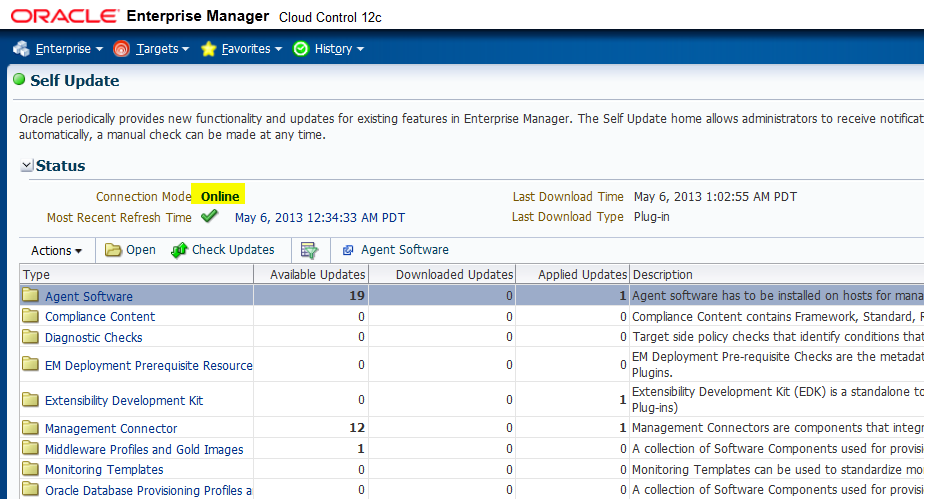 ORACLE Enterprise Manager Cloud Control 12c
Enterprise Targets Favorites History
Self Update
Oracle periodically provides new functionality and updates for existing features in Enterprise Manager. The Self Update home allows administrators to receive notificat
automatically, a manual check can be made at any time.
Status
Connection Mode Online Last Download Time May 6, 2013 1:02:55 AM PDT
Most Recent Refresh Time May 6, 2013 12:34:33 AM PDT Last Download Type Plug-in
Actions Open Check Updates Agent Software
Type Available Updates Downloaded Updates Applied Updates Description
Agent Software 19 0 1 Agent software has to be installed on hosts for mana
Compliance Content 0 0 0 Compliance Content contains Framework, Standard, R
Diagnostic Checks 0 0 0 Target side policy checks that identify conditions that
EM Deployment Prerequisite Resource 0 0 0 EM Deployment Pre-requisite Checks are the metadat
Plugins.
Extensibility Development Kit 0 0 1 Extensibility Development Kit (EDK) is a standalone to
Plug-ins)
Management Connector 12 0 1 Management Connectors are components that integr
Middleware Profiles and Gold Images 1 0 0 A collection of Software Components used for provisi
Monitoring Templates 0 0 0 Monitoring Templates can be used to standardize mo
Oracle Database Provisioning Profiles a 0 0 0 A collection of Software Components used for provisi